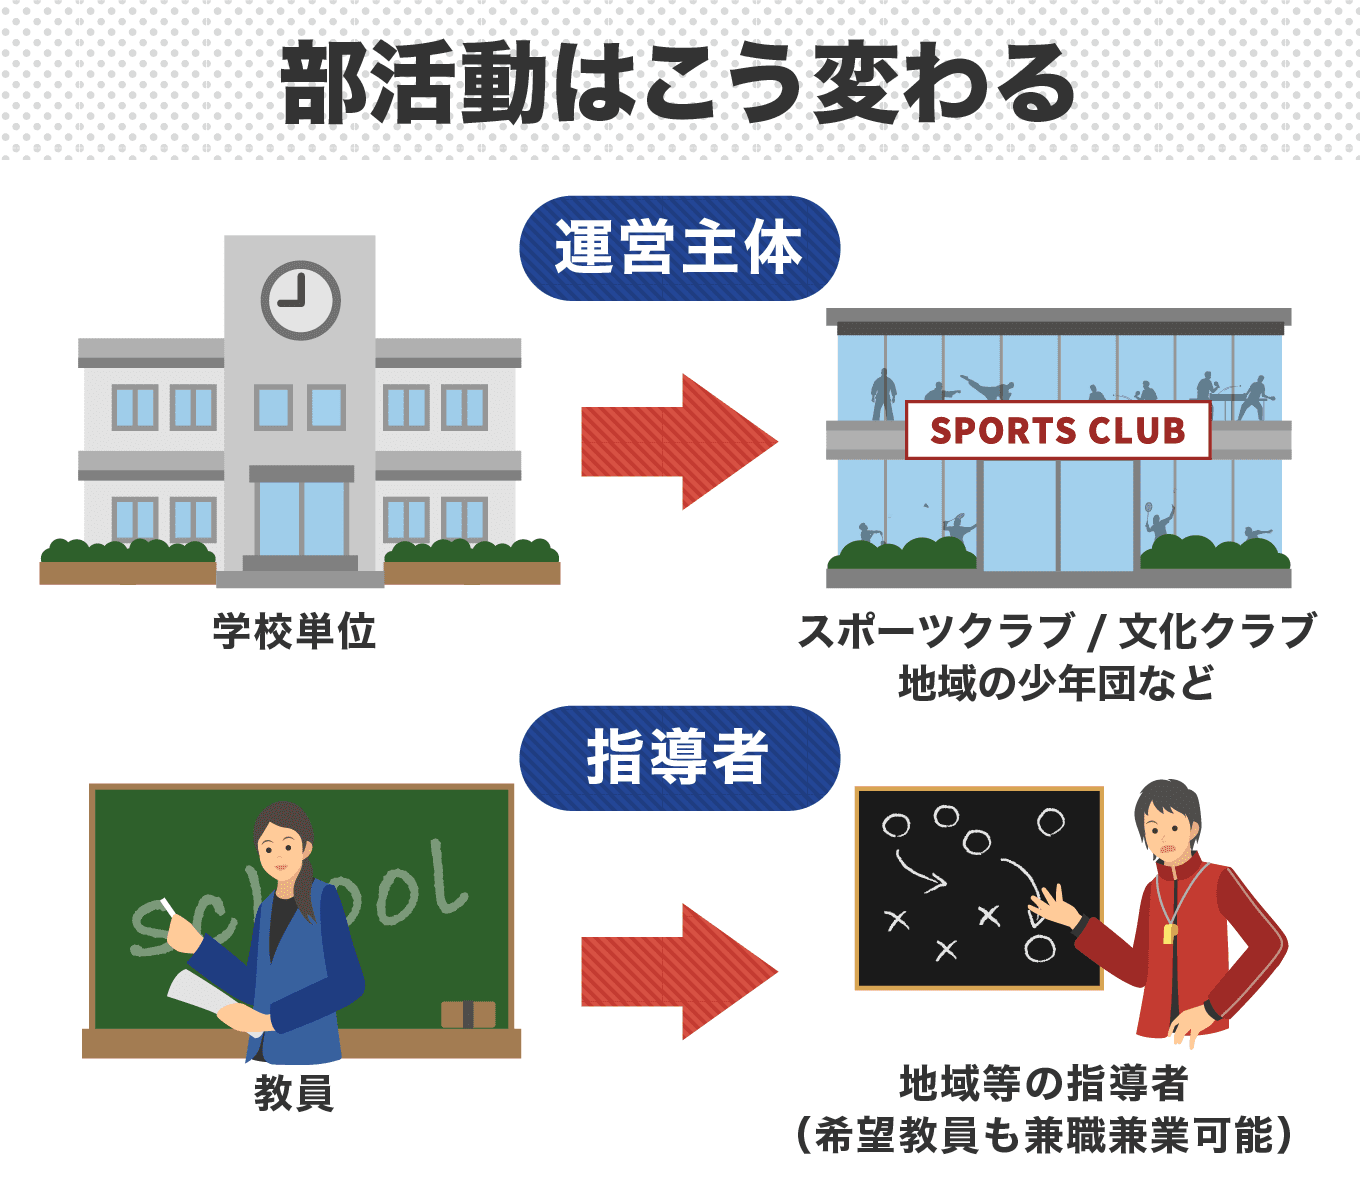 部活動はこう変わる
運営主体
SPORTS CLUB
学校単位
スポーツクラブ / 文化クラブ
地域の少年団など
指導者
school
教員
地域等の指導者
（希望教員も兼職兼業可能）